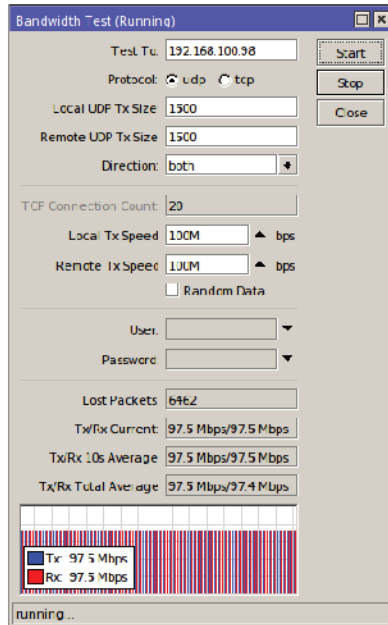 Bandwidth Test (Running)
Test To: 192.168.100.98
Start
Protocol: udp tcp
Stop
Local UDP Tx Size 1500
Close
Remote UDP Tx Size 1500
Direction: both
TCP Connection Count: 20
Local Tx Speed 100M bps
Remote Tx Speed 100M bps
Random Data
User:
Password
Lost Packets 6462
Tx/Rx Current: 97.5 Mbps/97.5 Mbps
Tx/Rx 10s Average 97.5 Mbps/97.5 Mbps
Tx/Rx Total Average 97.5 Mbps/97.4 Mbps
Tx: 97.5 Mbps
Rx: 97.5 Mbps
running...